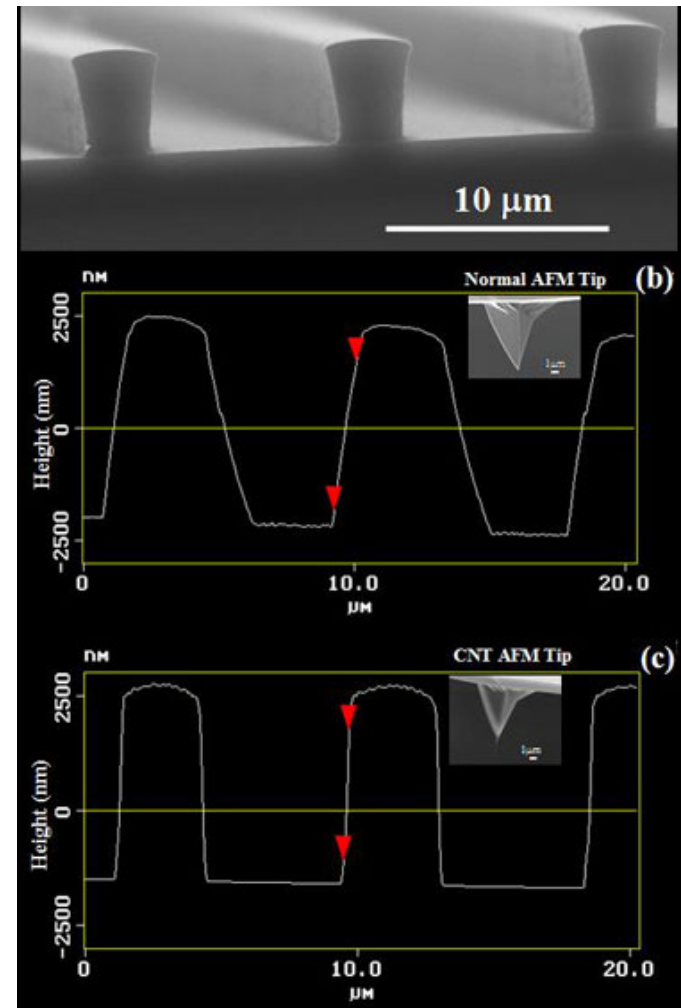 10 μm
nM
Normal AFM Tip
(b)
1μm
Height (nm)
2500
0
-2500
0
10.0
20.0
μM
nM
CNT AFM Tip
(c)
1μm
Height (nm)
2500
0
-2500
0
10.0
20.0
μM